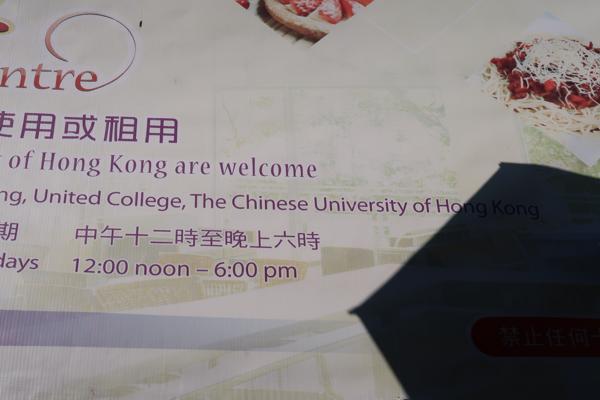 ntre
使用或租用
of Hong Kong are welcome
ng, United College, The Chinese University of Hong Kong
期 中午十二時至晚上六時
days 12:00 noon – 6:00 pm
禁止任何